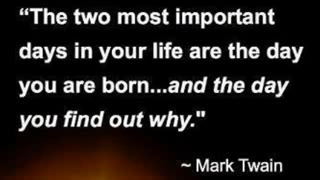 “The two most important
days in your life are the day
you are born...and the day
you find out why."
~ Mark Twain